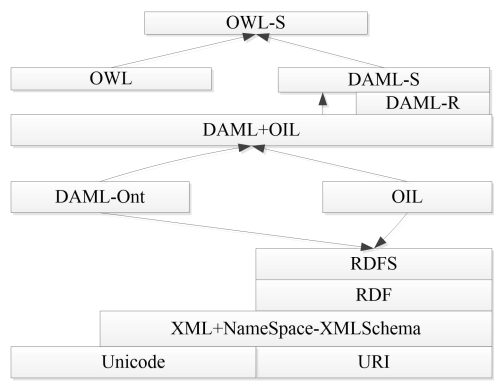 OWL-S
OWL
DAML-S
DAML-R
DAML+OIL
DAML-Ont
OIL
RDFS
RDF
XML+NameSpace-XMLSchema
Unicode
URI